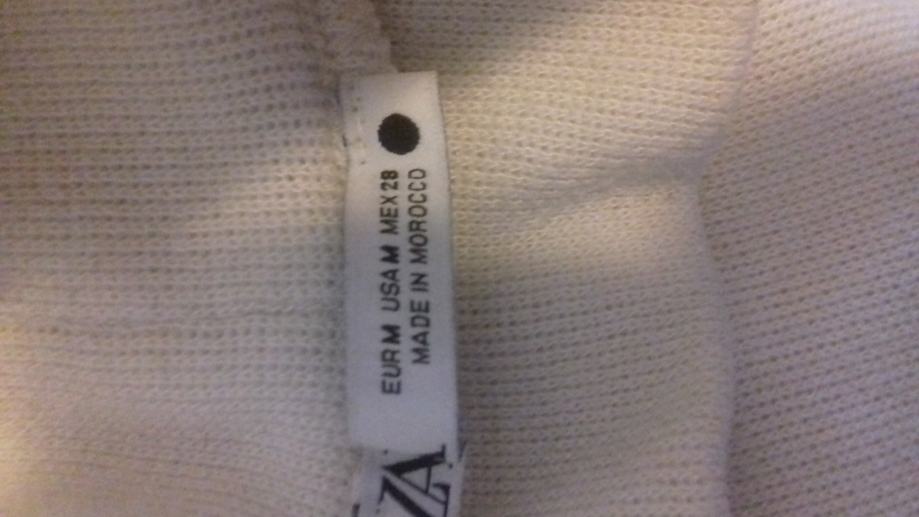 EUR M USA M MEX 28
MADE IN MOROCCO
ZA